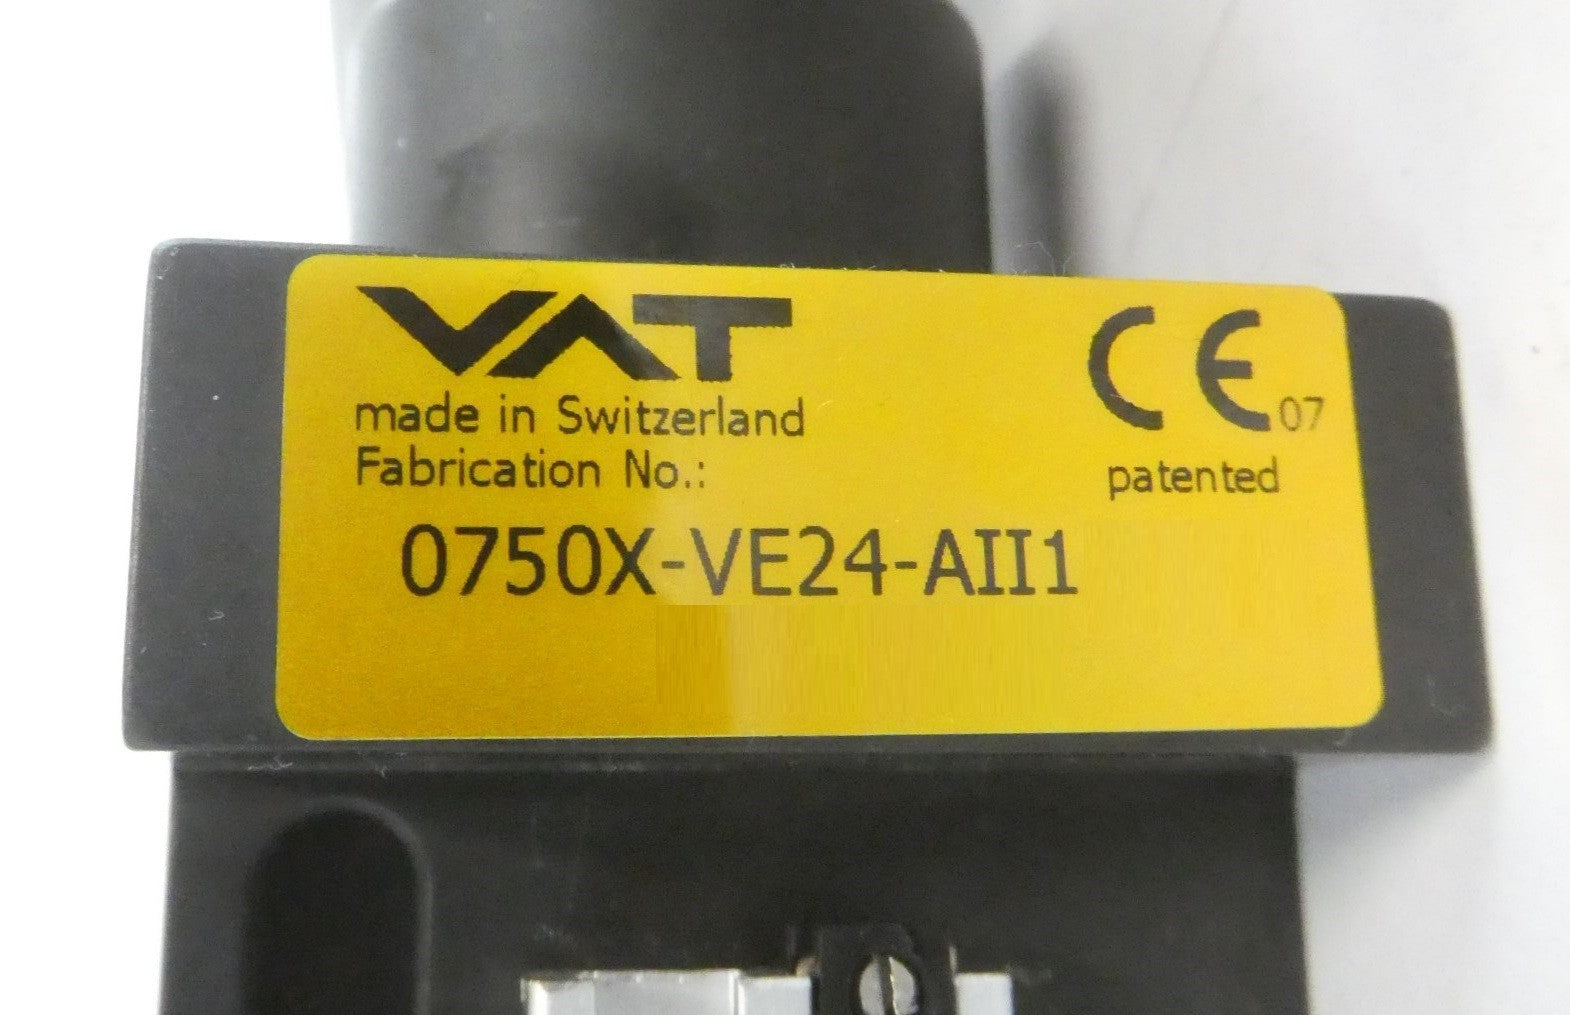 VAT
made in Switzerland
Fabrication No.:
0750X-VE24-AII1
CE 07
patented